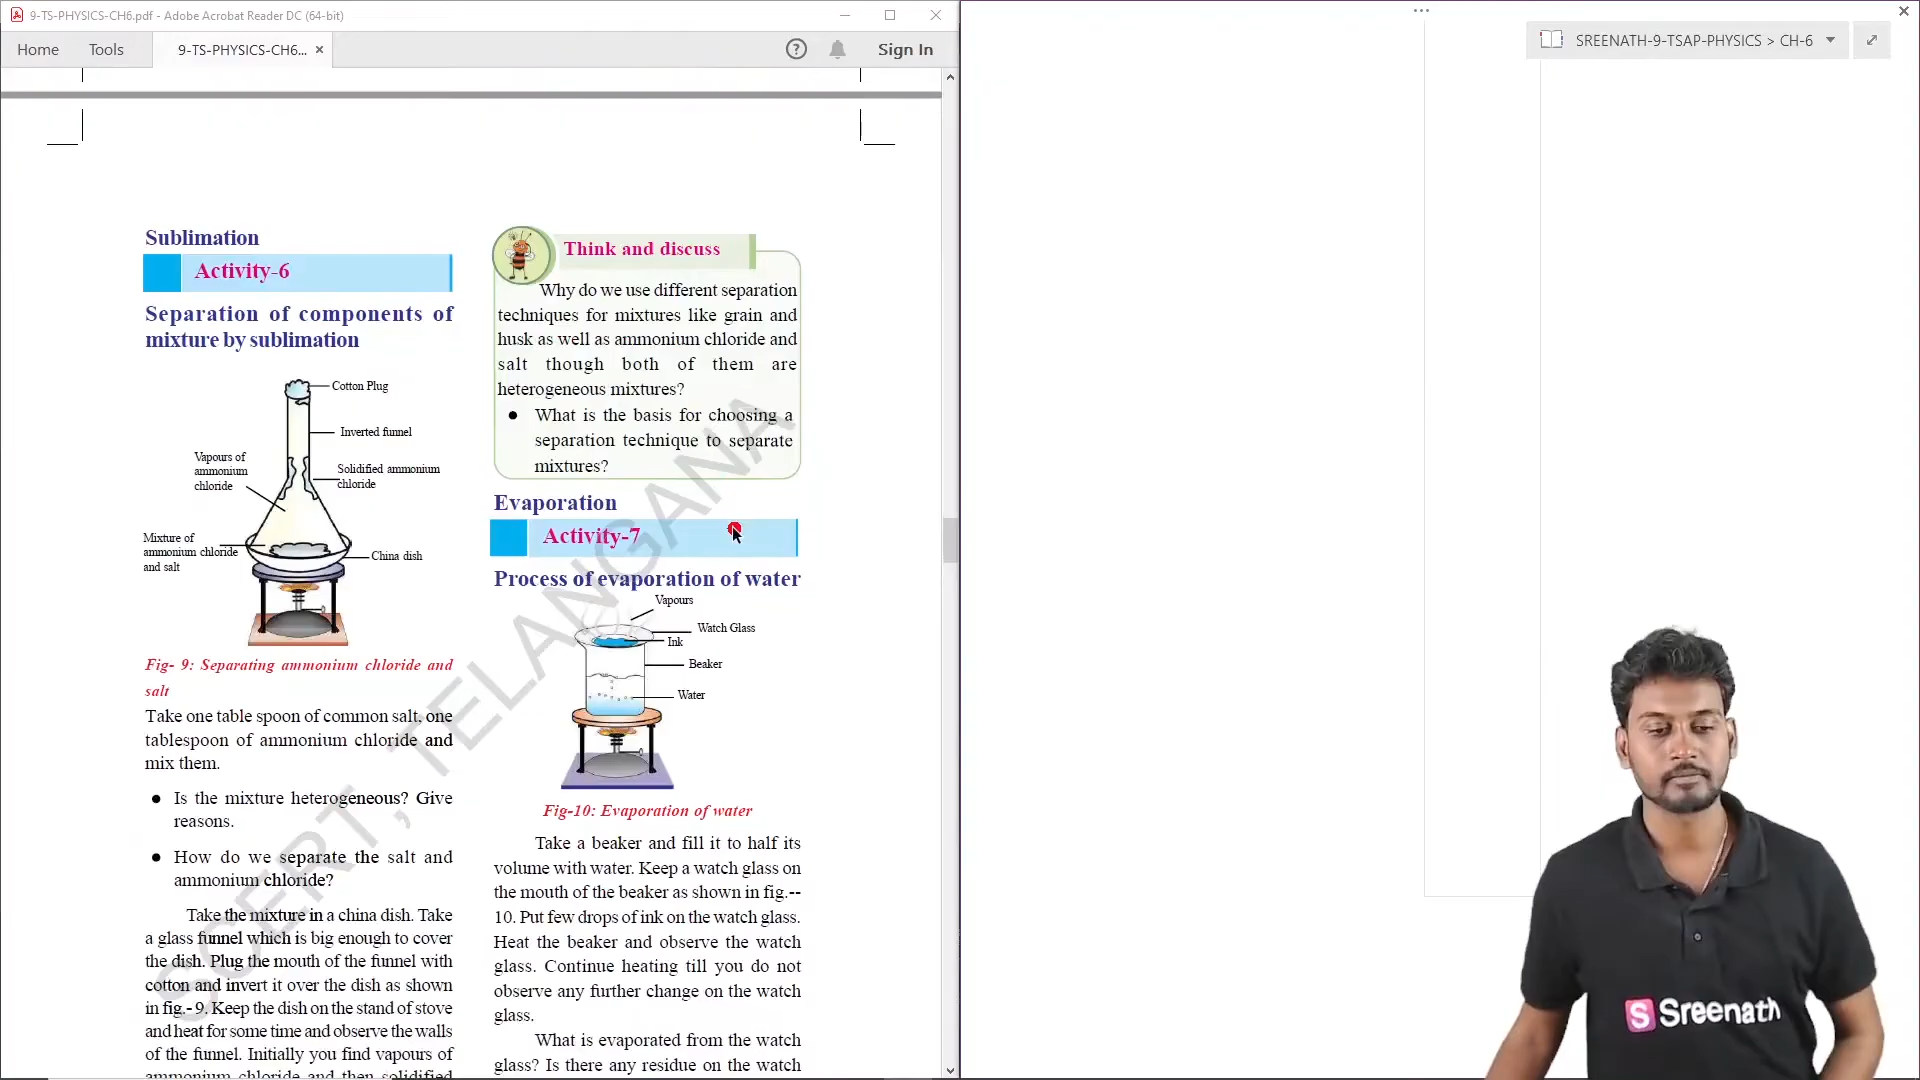 9-TS-PHYSICS-CH6.pdf - Adobe Acrobat Reader DC (64-bit)
Home
Tools
9-TS-PHYSICS-CH6...
Sign In
SREENATH-9-TSAP-PHYSICS > CH-6
Sublimation
Activity-6
Separation of components of
mixture by sublimation
Cotton Plug
Inverted funnel
Vapours of
ammonium
chloride
Solidified ammonium
chloride
Mixture of
ammonium chloride
and salt
China dish
Fig- 9: Separating ammonium chloride and
salt
Take one table spoon of common salt, one
tablespoon of ammonium chloride and
mix them.
● Is the mixture heterogeneous? Give
reasons.
● How do we separate the salt and
ammonium chloride?
Take the mixture in a china dish. Take
a glass funnel which is big enough to cover
the dish. Plug the mouth of the funnel with
cotton and invert it over the dish as shown
in fig.- 9. Keep the dish on the stand of stove
and heat for some time and observe the walls
of the funnel. Initially you find vapours of
ammonium chloride and then solidified
Think and discuss
Why do we use different separation
techniques for mixtures like grain and
husk as well as ammonium chloride and
salt though both of them are
heterogeneous mixtures?
● What is the basis for choosing a
separation technique to separate
mixtures?
Evaporation
Activity-7
Process of evaporation of water
Vapours
Watch Glass
Ink
Beaker
Water
Fig-10: Evaporation of water
Take a beaker and fill it to half its
volume with water. Keep a watch glass on
the mouth of the beaker as shown in fig.--
10. Put few drops of ink on the watch glass.
Heat the beaker and observe the watch
glass. Continue heating till you do not
observe any further change on the watch
glass.
What is evaporated from the watch
glass? Is there any residue on the watch
SCERT, TELANGANA
S Sreenath